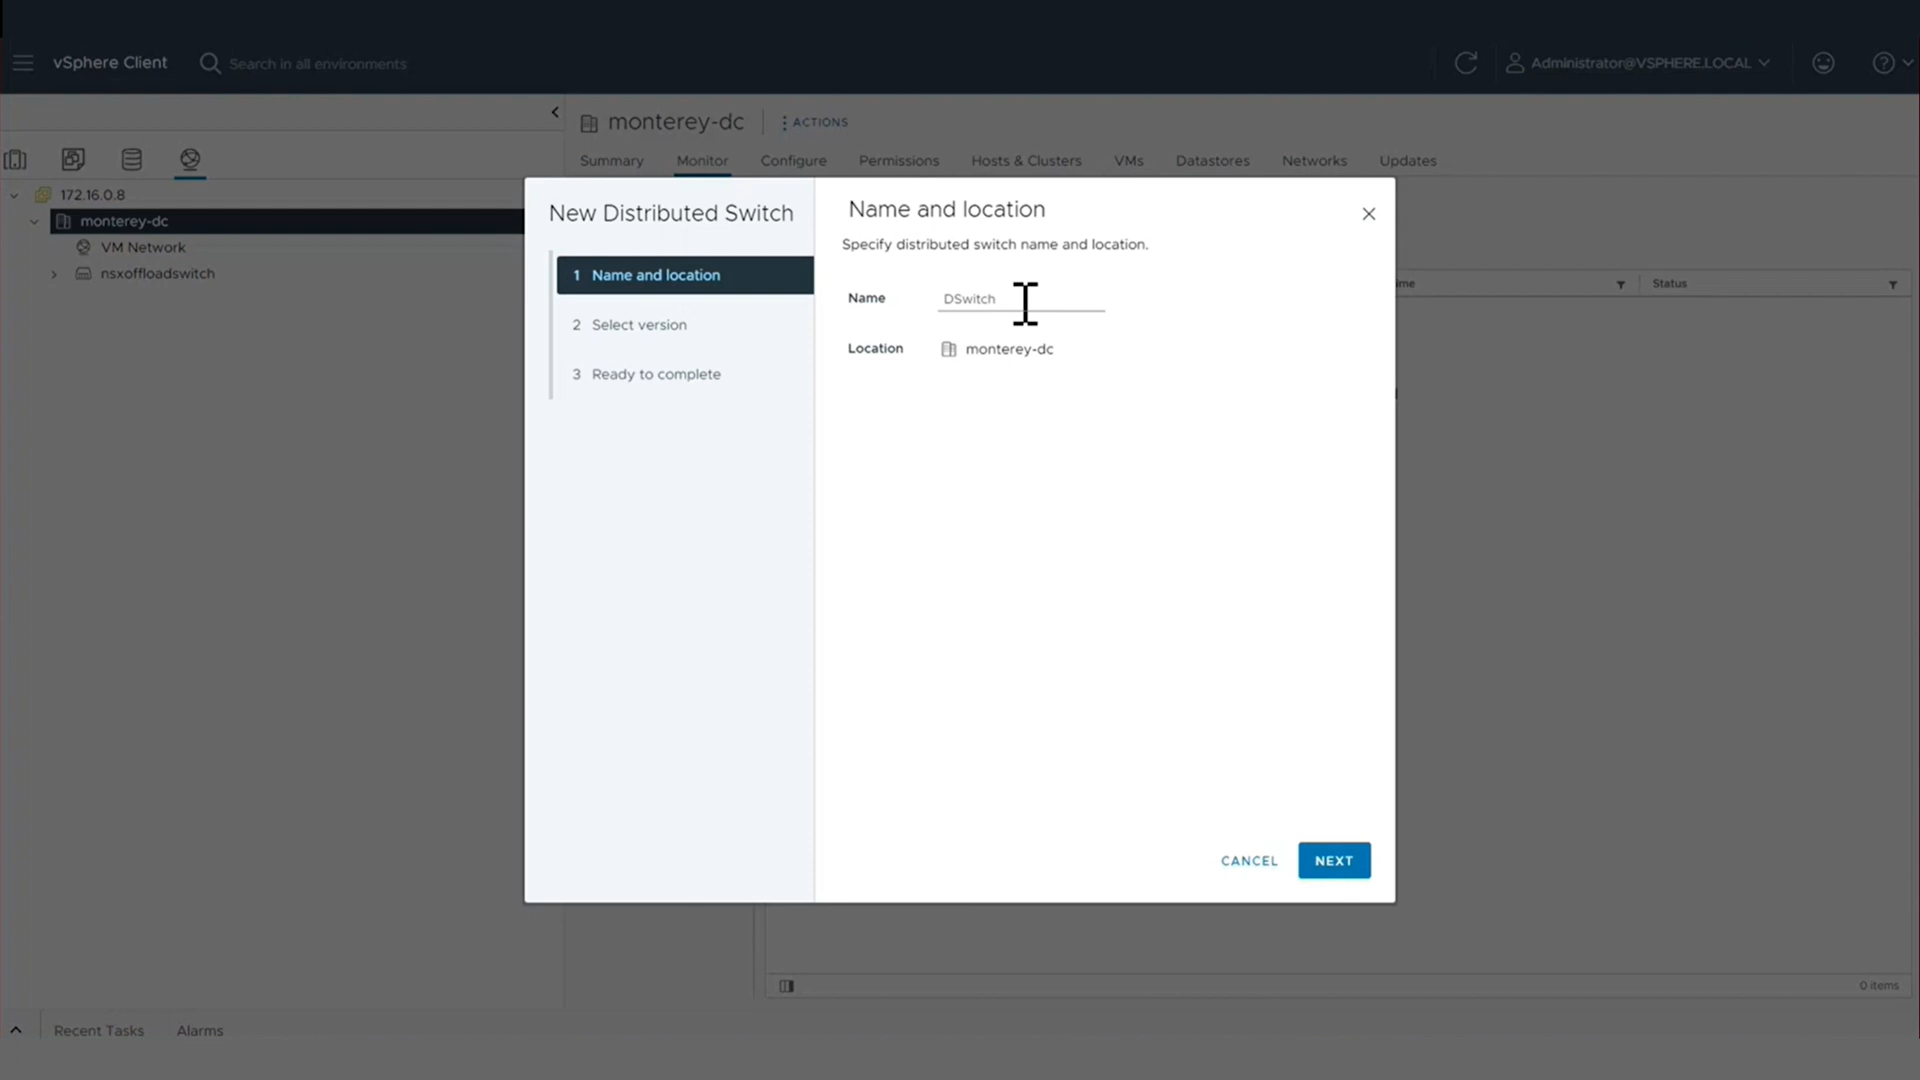 vSphere Client
Search in all environments
Administrator@VSPHERE.LOCAL
monterey-dc
ACTIONS
Summary Monitor Configure Permissions Hosts & Clusters VMs Datastores Networks Updates
172.16.0.8
monterey-dc
VM Network
nsxoffloadswitch
New Distributed Switch
1 Name and location
2 Select version
3 Ready to complete
Name and location
Specify distributed switch name and location.
Name DSwitch
Location monterey-dc
Status
CANCEL NEXT
0 items
Recent Tasks Alarms